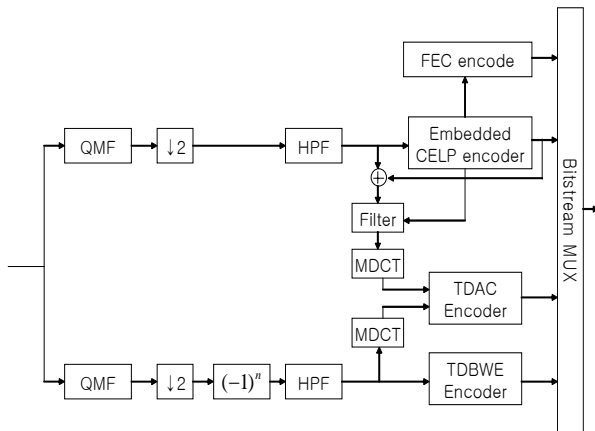 FEC encode
QMF
↓2
HPF
Embedded
CELP encoder
Filter
MDCT
TDAC
Encoder
MDCT
QMF
↓2
(-1)ⁿ
HPF
TDBWE
Encoder
Bitstream MUX